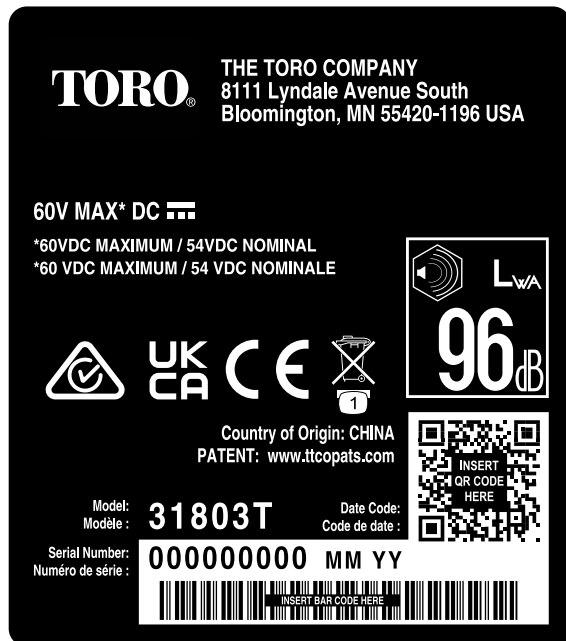 TORO®
THE TORO COMPANY
8111 Lyndale Avenue South
Bloomington, MN 55420-1196 USA
60V MAX* DC
*60VDC MAXIMUM / 54VDC NOMINAL
*60 VDC MAXIMUM / 54 VDC NOMINALE
LWA
96dB
UK
CA
CE
1
Country of Origin: CHINA
PATENT: www.ttcopats.com
INSERT
QR CODE
HERE
Model:
Modèle :
31803T
Date Code:
Code de date :
Serial Number:
Numéro de série :
000000000 MM YY
INSERT BAR CODE HERE